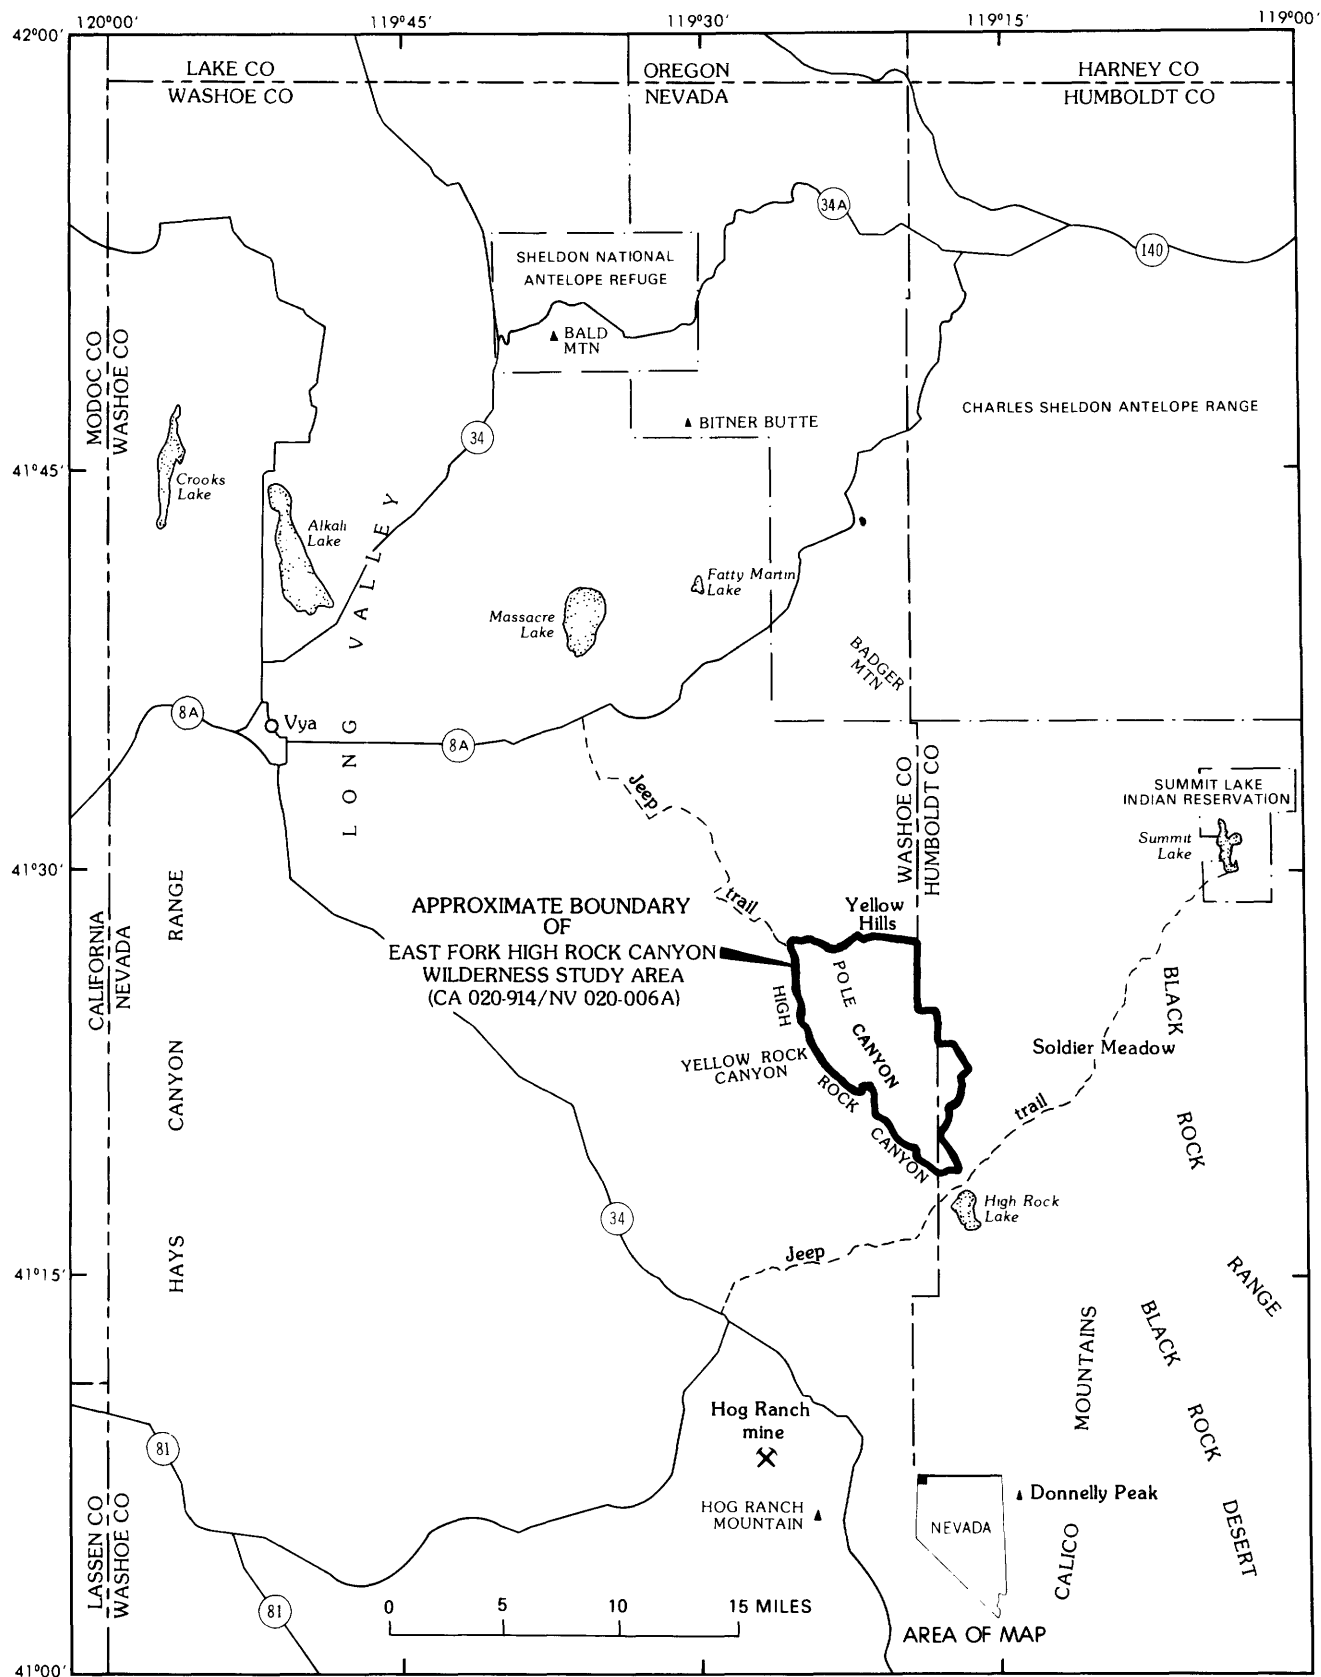 120°00'
119°45'
119°30'
119°15'
119°00'
42°00'
LAKE CO
WASHOE CO
OREGON
NEVADA
HARNEY CO
HUMBOLDT CO
34A
140
SHELDON NATIONAL
ANTELOPE REFUGE
BALD
MTN
MODOC CO
WASHOE CO
CHARLES SHELDON ANTELOPE RANGE
BITNER BUTTE
34
41°45'
Crooks
Lake
Alkali
Lake
LONG VALLEY
Fatty Martin
Lake
Massacre
Lake
BADGER
MTN
8A
Vya
8A
Jeep
trail
WASHOE CO
HUMBOLDT CO
SUMMIT LAKE
INDIAN RESERVATION
Summit
Lake
41°30'
APPROXIMATE BOUNDARY
OF
EAST FORK HIGH ROCK CANYON
WILDERNESS STUDY AREA
(CA 020-914/NV 020-006A)
Yellow
Hills
POLE CANYON
HIGH ROCK CANYON
YELLOW ROCK
CANYON
CALIFORNIA
NEVADA
HAYS CANYON RANGE
Soldier Meadow
BLACK ROCK RANGE
trail
High Rock
Lake
34
Jeep
41°15'
BLACK ROCK DESERT
CALICO MOUNTAINS
Hog Ranch
mine
81
HOG RANCH
MOUNTAIN
Donnelly Peak
NEVADA
LASSEN CO
WASHOE CO
81
0 5 10 15 MILES
AREA OF MAP
41°00'